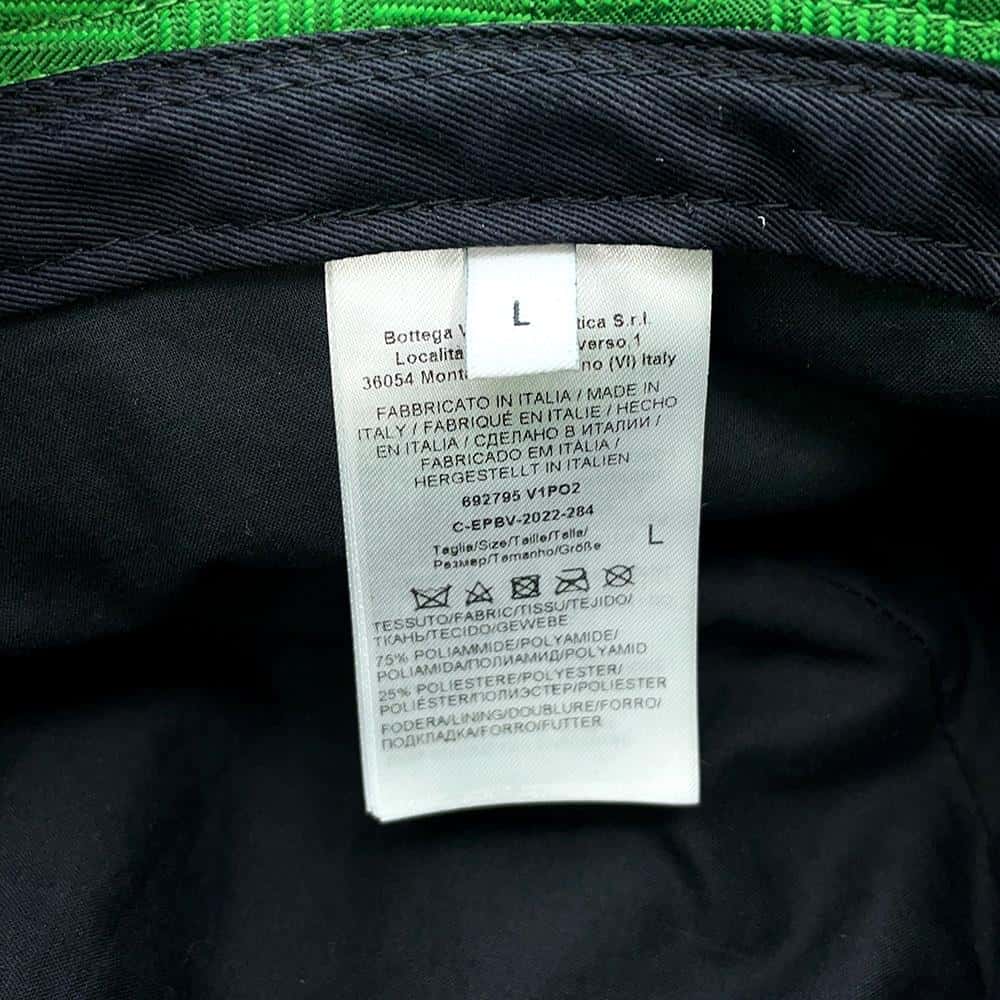 L
Bottega tica S.r.l.
Localita verso 1
36054 Mont no (VI) Italy
FABBRICATO IN ITALIA / MADE IN
ITALY / FABRIQUÉ EN ITALIE / HECHO
EN ITALIA / СДЕЛАНО В ИТАЛИИ /
FABRICADO EM ITÀLIA /
HERGESTELLT IN ITALIEN
692795 V1PO2
C-EPBV-2022-284
Taglia/Size/Taille/Talla/
Размер/Tamanho/Größe
L
TESSUTO/FABRIC/TISSU/TEJIDO/
ТКАНЬ/TECIDO/GEWEBE
75% POLIAMMIDE/POLYAMIDE/
POLIAMIDA/ПОЛИАМИД/POLYAMID
25% POLIESTERE/POLYESTER/
POLIÉSTER/ПОЛИЭСТЕР/POLIESTER
FODERA/LINING/DOUBLURE/FORRO/
ПОДКЛАДКА/FORRO/FUTTER